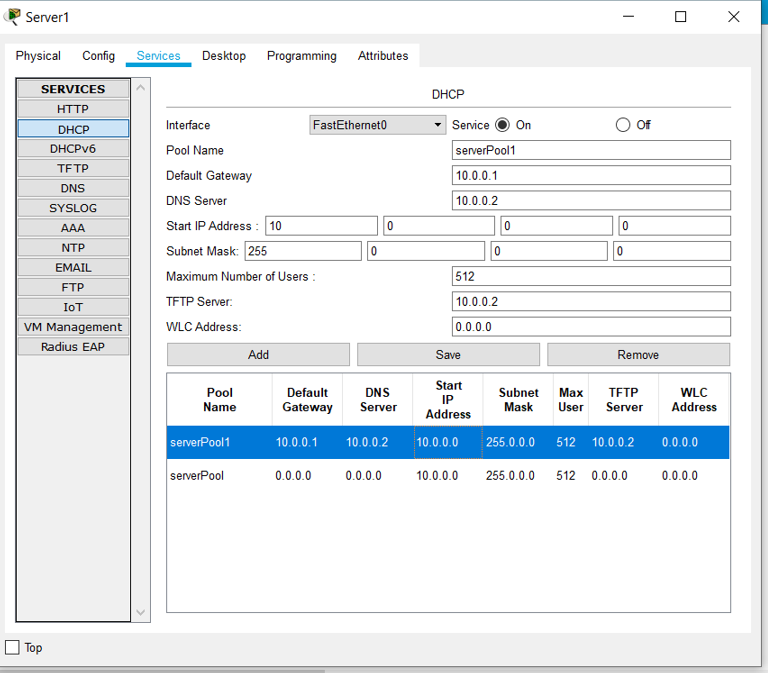 Server1
Physical Config Services Desktop Programming Attributes
SERVICES
HTTP
DHCP
DHCPv6
TFTP
DNS
SYSLOG
AAA
NTP
EMAIL
FTP
IoT
VM Management
Radius EAP
DHCP
Interface FastEthernet0 Service On Off
Pool Name serverPool1
Default Gateway 10.0.0.1
DNS Server 10.0.0.2
Start IP Address : 10 0 0 0
Subnet Mask: 255 0 0 0
Maximum Number of Users : 512
TFTP Server: 10.0.0.2
WLC Address: 0.0.0.0
Add Save Remove
Pool Name Default Gateway DNS Server Start IP Address Subnet Mask Max User TFTP Server WLC Address
serverPool1 10.0.0.1 10.0.0.2 10.0.0.0 255.0.0.0 512 10.0.0.2 0.0.0.0
serverPool 0.0.0.0 0.0.0.0 10.0.0.0 255.0.0.0 512 0.0.0.0 0.0.0.0
Top